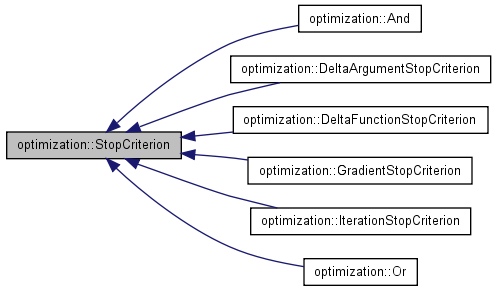 optimization::And
optimization::DeltaArgumentStopCriterion
optimization::DeltaFunctionStopCriterion
optimization::StopCriterion
optimization::GradientStopCriterion
optimization::IterationStopCriterion
optimization::Or